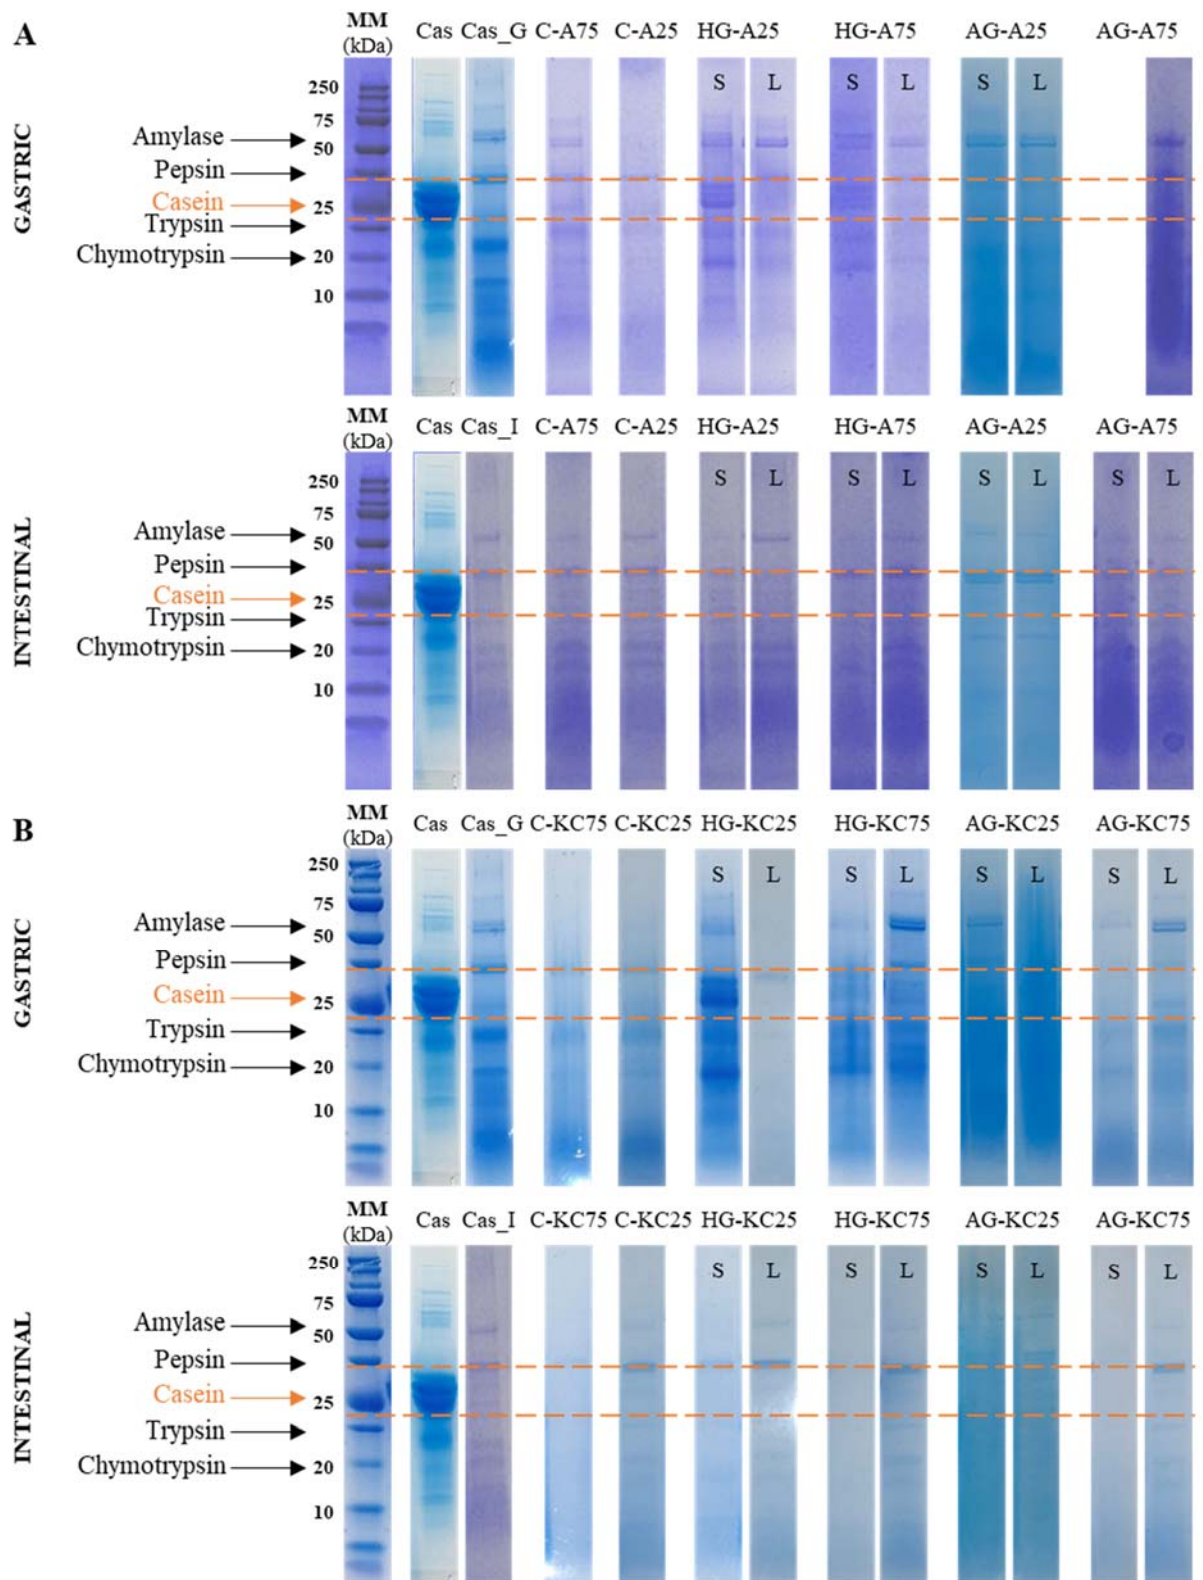 A
MM
(kDa)
Cas Cas_G C-A75 C-A25 HG-A25 HG-A75 AG-A25 AG-A75
S L S L S L
GASTRIC
250
75
Amylase
50
Pepsin
Casein
25
Trypsin
Chymotrypsin
20
10
MM
(kDa)
Cas Cas_I C-A75 C-A25 HG-A25 HG-A75 AG-A25 AG-A75
S L S L S L S L
INTESTINAL
250
75
Amylase
50
Pepsin
Casein
25
Trypsin
Chymotrypsin
20
10
B
MM
(kDa)
Cas Cas_G C-KC75 C-KC25 HG-KC25 HG-KC75 AG-KC25 AG-KC75
S L S L S L S L
GASTRIC
250
75
Amylase
50
Pepsin
Casein
25
Trypsin
Chymotrypsin
20
10
MM
(kDa)
Cas Cas_I C-KC75 C-KC25 HG-KC25 HG-KC75 AG-KC25 AG-KC75
S L S L S L S L
INTESTINAL
250
75
Amylase
50
Pepsin
Casein
25
Trypsin
Chymotrypsin
20
10